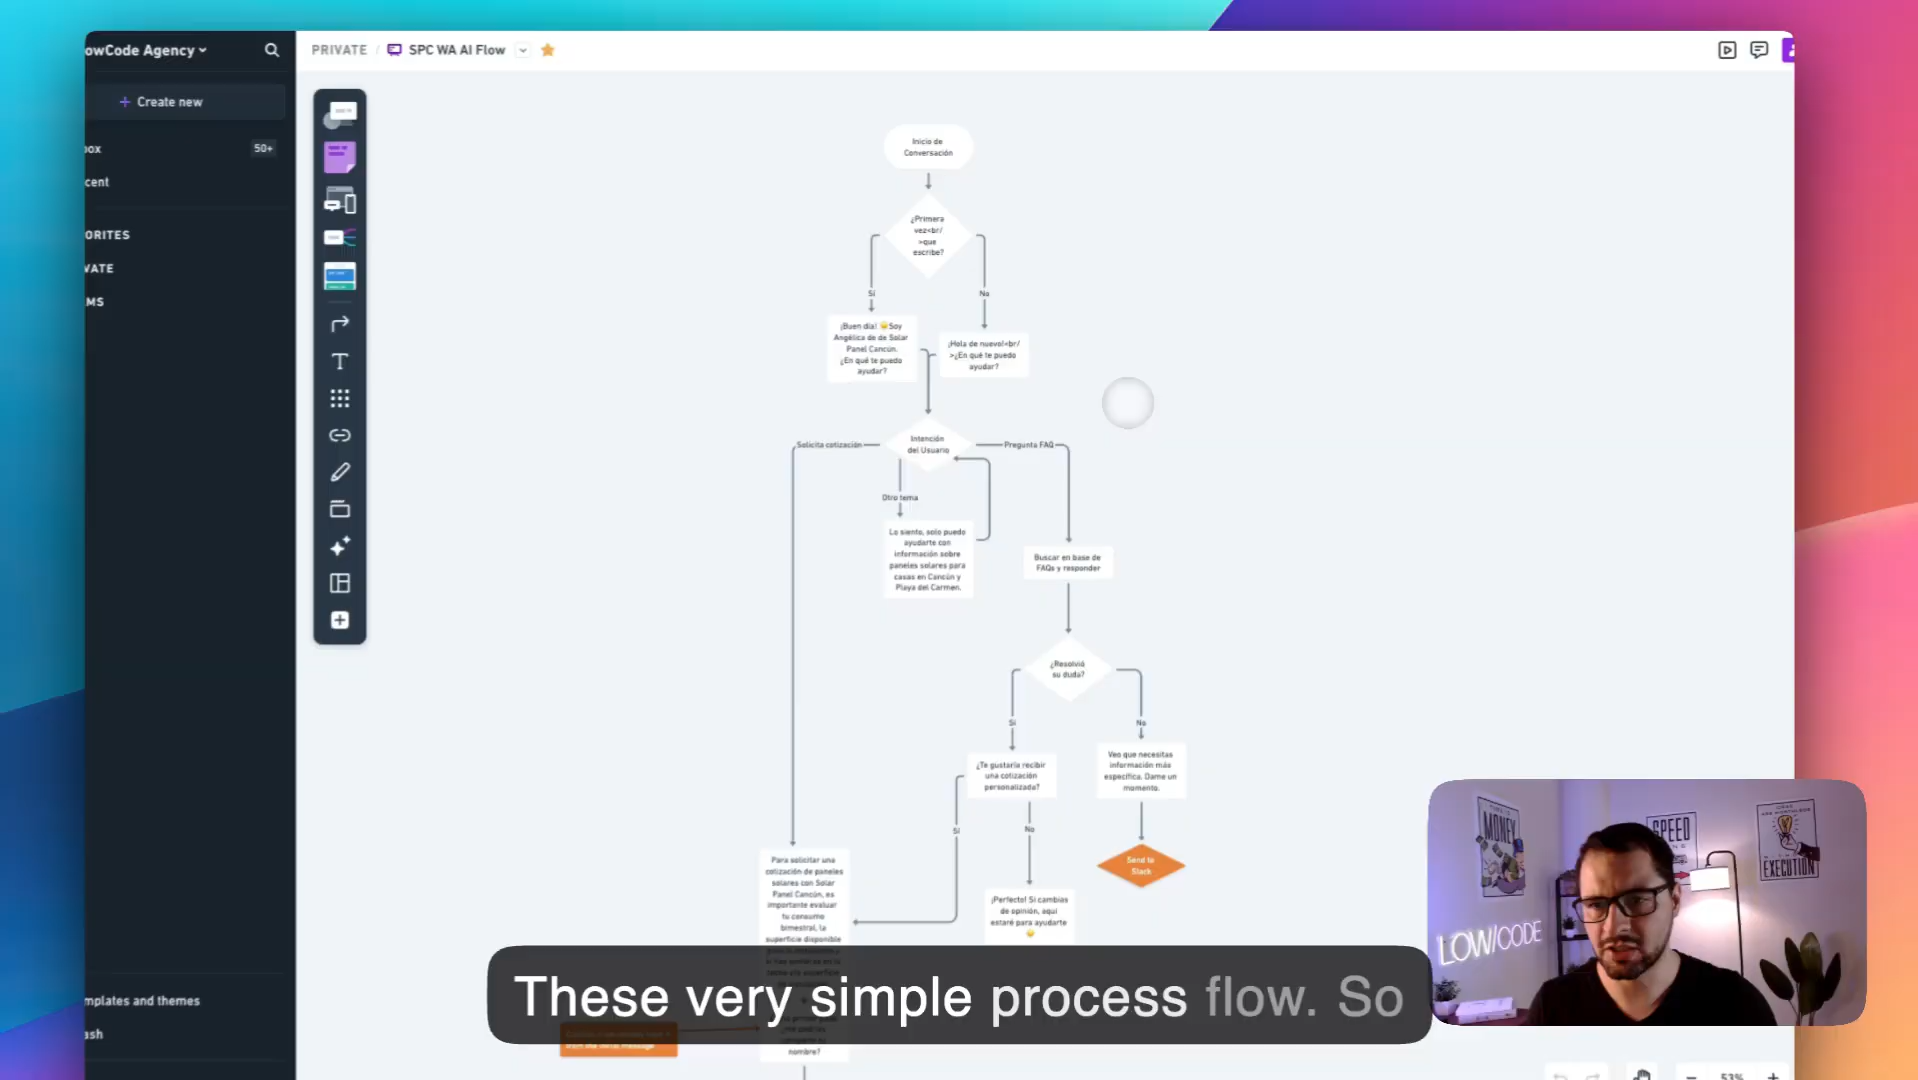 owCode Agency
PRIVATE / SPC WA AI Flow
+ Create new
box 50+
cent
ORITES
VATE
MS
mplates and themes
ash
Inicio de
Conversación
¿Primera
vez<br/
>que
escribe?
Sí
No
¡Buen día! 😊Soy
Angélica de de Solar
Panel Cancún.
¿En qué te puedo
ayudar?
¡Hola de nuevo!<br/
>¿En qué te puedo
ayudar?
Solicita cotización
Intención
del Usuario
Pregunta FAQ
Otro tema
Lo siento, solo puedo
ayudarte con
información sobre
paneles solares para
casas en Cancún y
Playa del Carmen.
Buscar en base de
FAQs y responder
¿Resolvió
su duda?
Sí
No
¿Te gustaría recibir
una cotización
personalizada?
Veo que necesitas
información más
específica. Dame un
momento.
Sí
No
Send to
Slack
¡Perfecto! Si cambias
de opinión, aquí
estaré para ayudarte
😊
Para solicitar una
cotización de paneles
solares con Solar
Panel Cancún, es
importante evaluar
tu consumo
bimestral, la
superficie disponible
nombre?
These very simple process flow. So
MONEY
SPEED
EXECUTION
LOW/CODE
53%